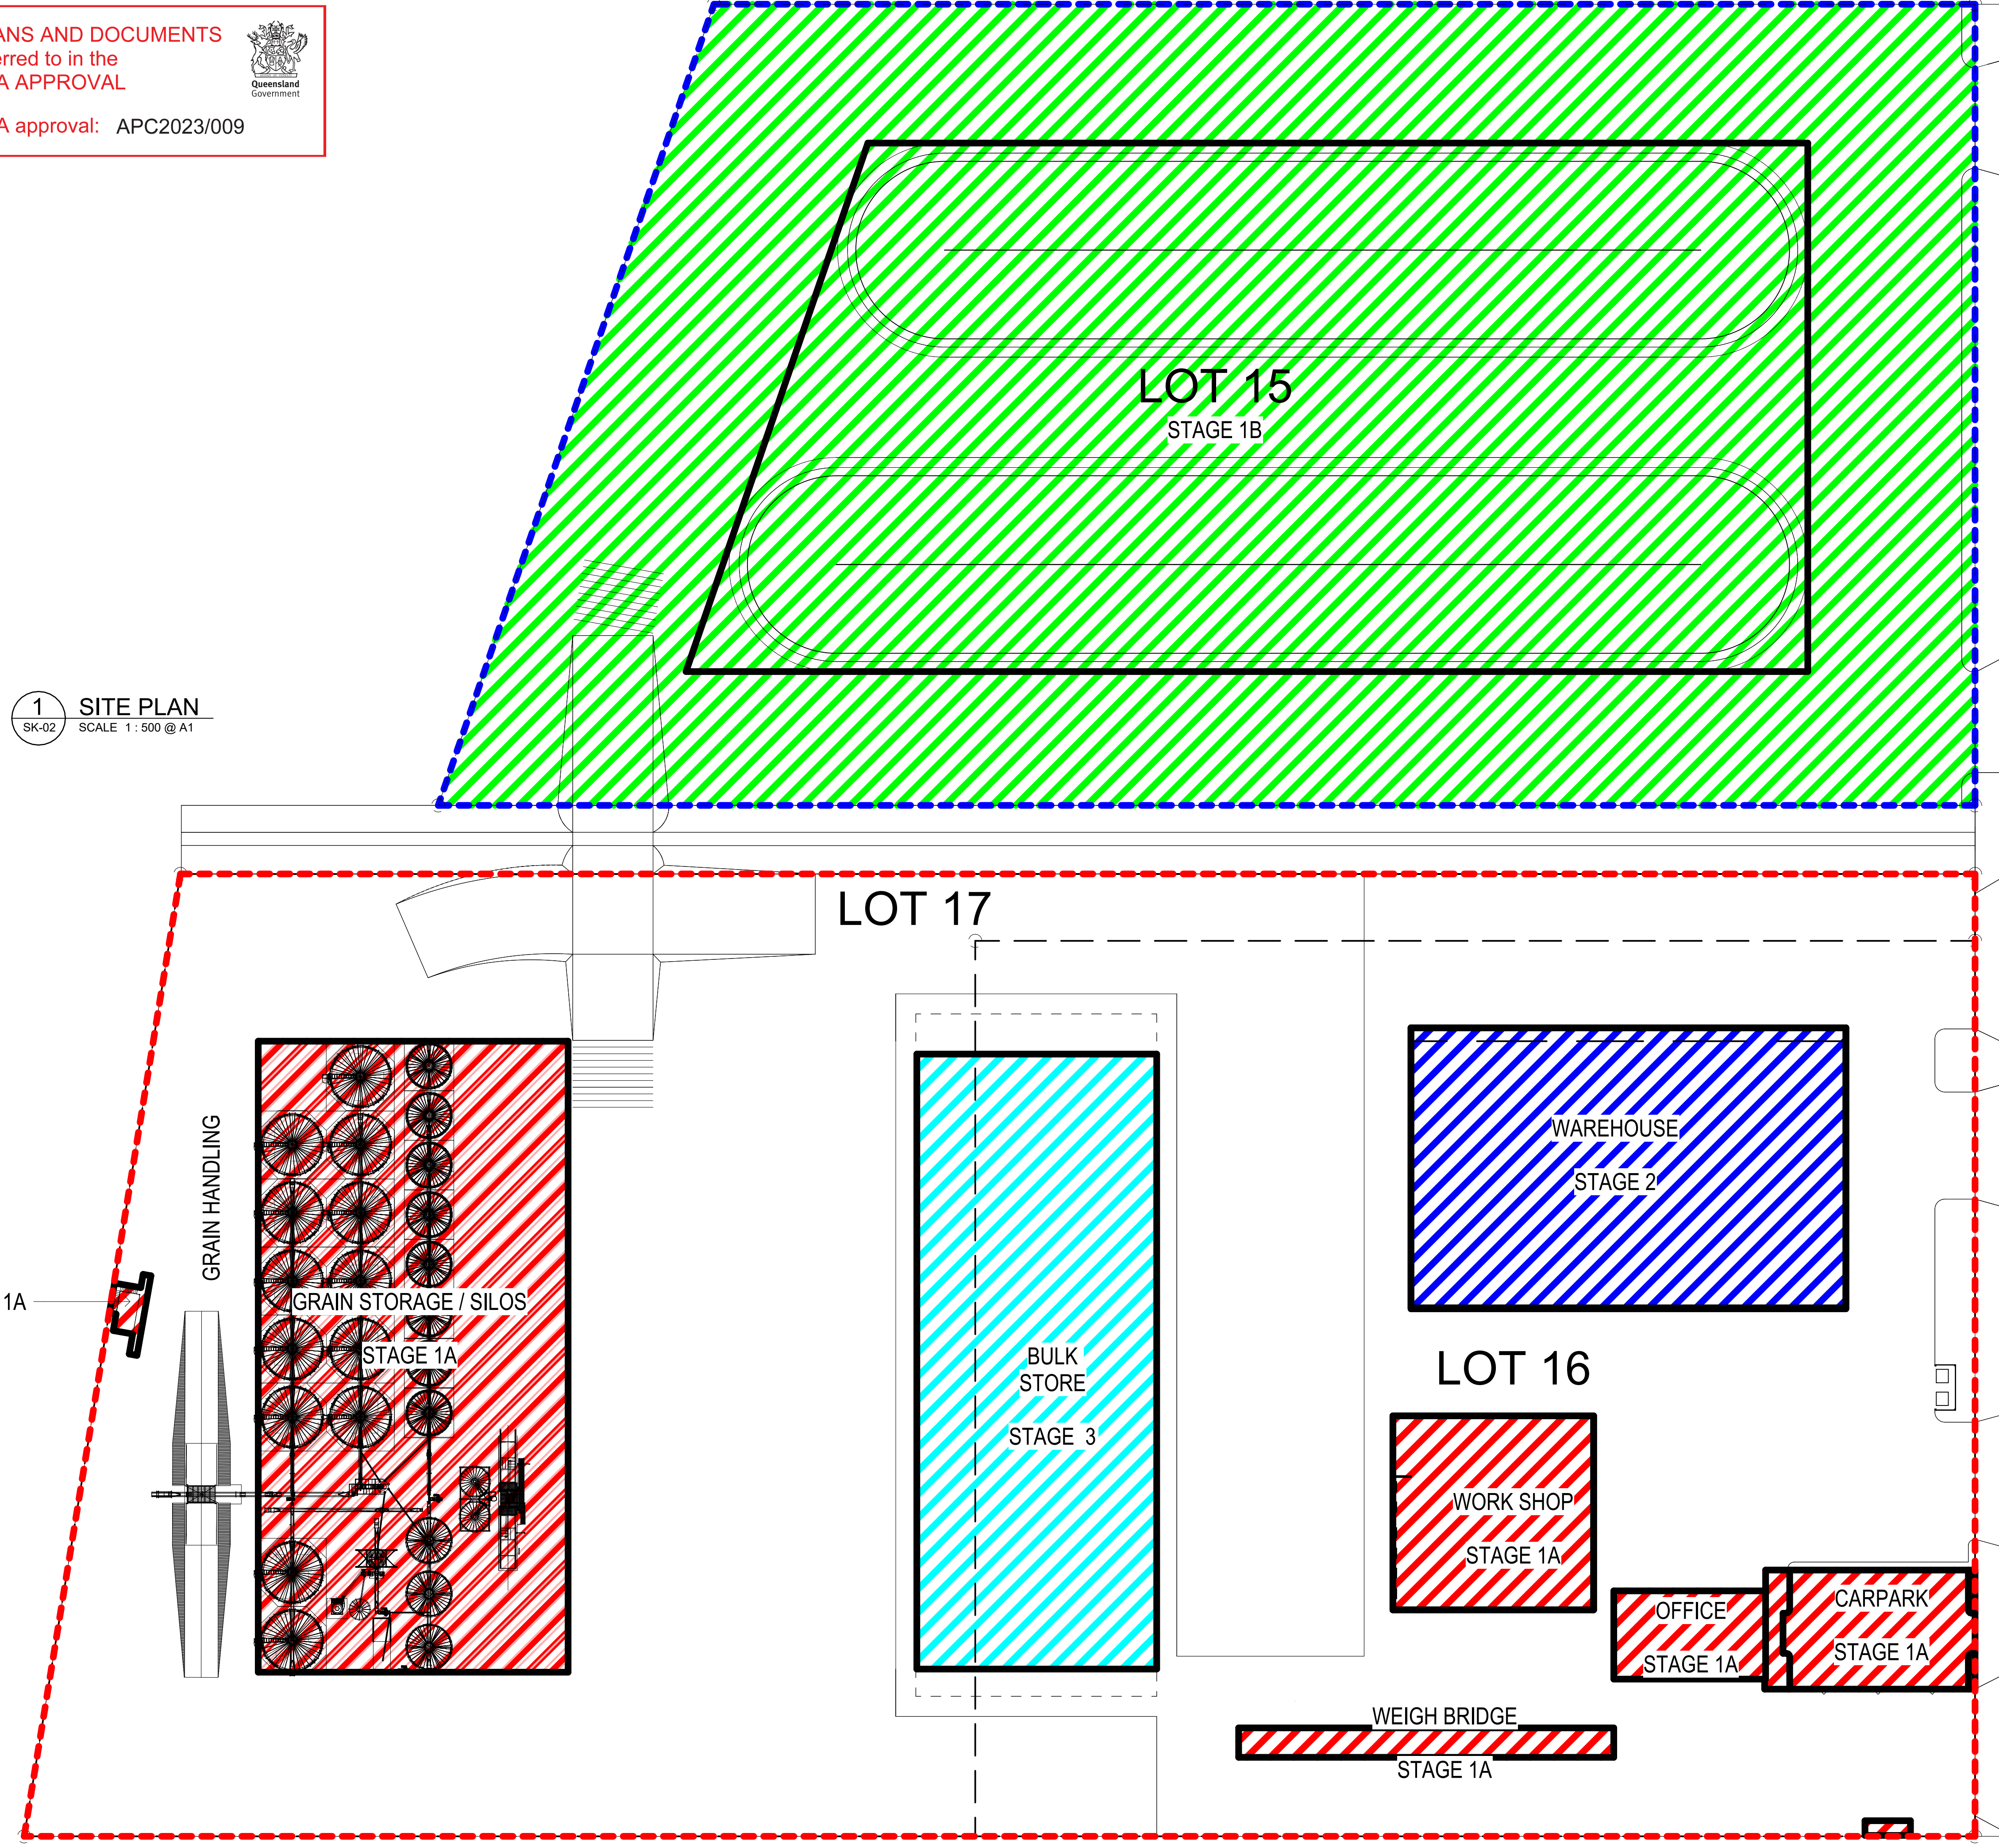 ANS AND DOCUMENTS
erred to in the
A APPROVAL
Queensland
Government
A approval: APC2023/009
LOT 15
STAGE 1B
1
SK-02
SITE PLAN
SCALE 1 : 500 @ A1
LOT 17
GRAIN HANDLING
1A
GRAIN STORAGE / SILOS
STAGE 1A
BULK
STORE
STAGE 3
WAREHOUSE
STAGE 2
LOT 16
WORK SHOP
STAGE 1A
OFFICE
STAGE 1A
CARPARK
STAGE 1A
WEIGH BRIDGE
STAGE 1A